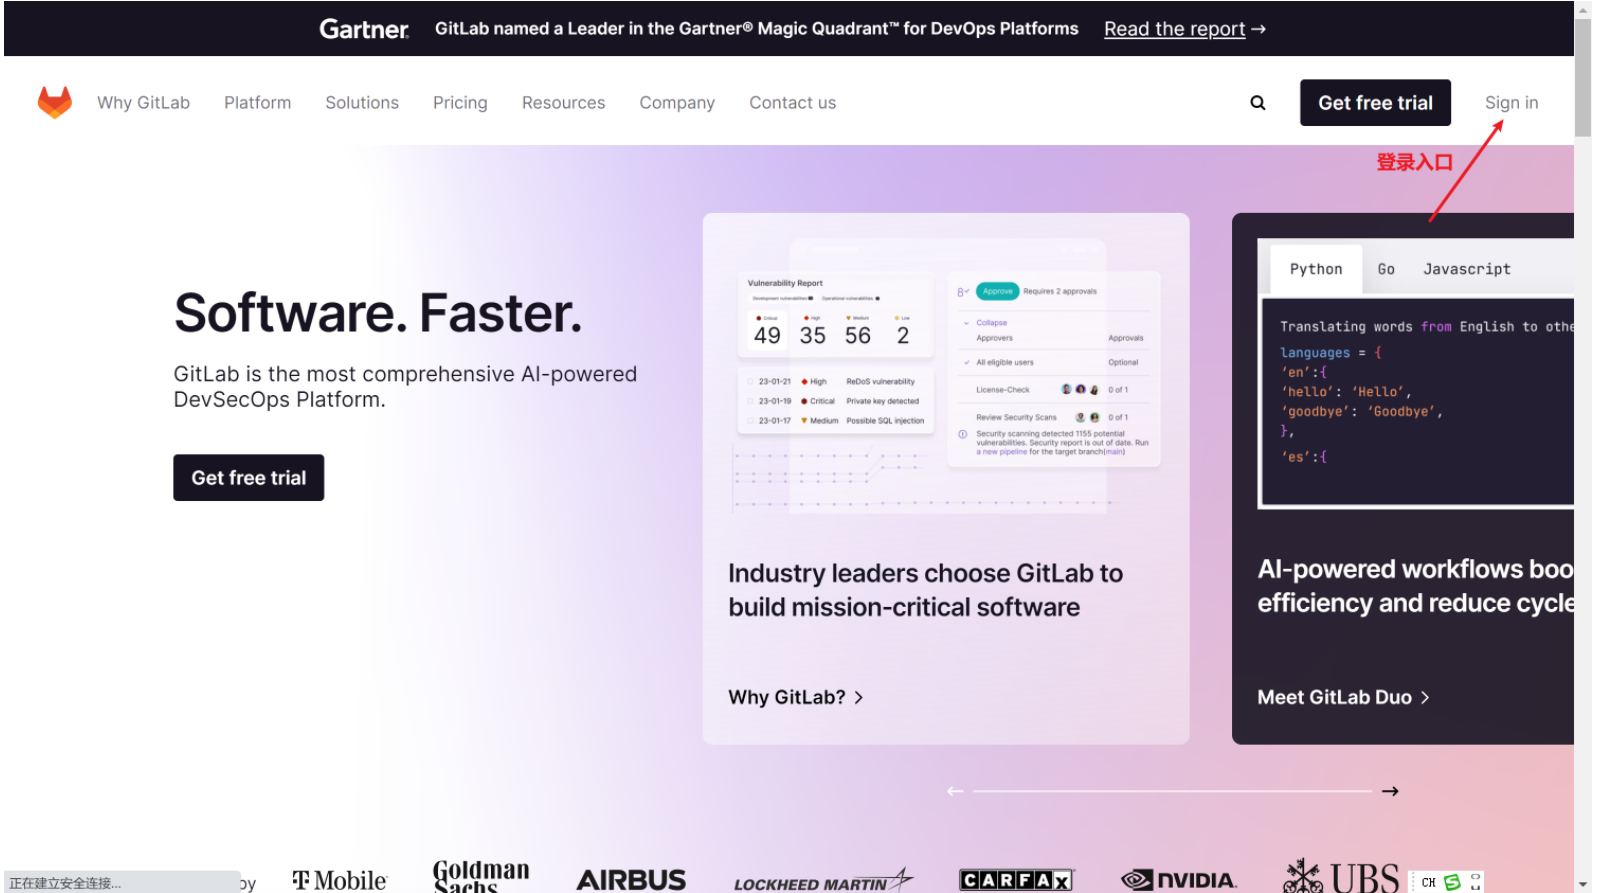 Gartner GitLab named a Leader in the Gartner® Magic Quadrant™ for DevOps Platforms Read the report →
Why GitLab Platform Solutions Pricing Resources Company Contact us Get free trial Sign in
登录入口
Software. Faster.
GitLab is the most comprehensive AI-powered
DevSecOps Platform.
Get free trial
Vulnerability Report
Development vulnerabilities Operational vulnerabilities
Critical High Medium Low
49 35 56 2
23-01-21 High ReDoS vulnerability
23-01-19 Critical Private key detected
23-01-17 Medium Possible SQL injection
Approve Requires 2 approvals
Collapse
Approvers Approvals
All eligible users Optional
License-Check 0 of 1
Review Security Scans 0 of 1
Security scanning detected 1155 potential
vulnerabilities. Security report is out of date. Run
a new pipeline for the target branch(main)
Industry leaders choose GitLab to
build mission-critical software
Why GitLab? >
Python Go Javascript
Translating words from English to othe
languages = {
‘en’:{
‘hello’: ‘Hello’,
‘goodbye’: ‘Goodbye’,
},
‘es’:{
AI-powered workflows boo
efficiency and reduce cycle
Meet GitLab Duo >
← →
正在建立安全连接...
by T Mobile Goldman Sachs AIRBUS LOCKHEED MARTIN CARFAX NVIDIA. UBS CH